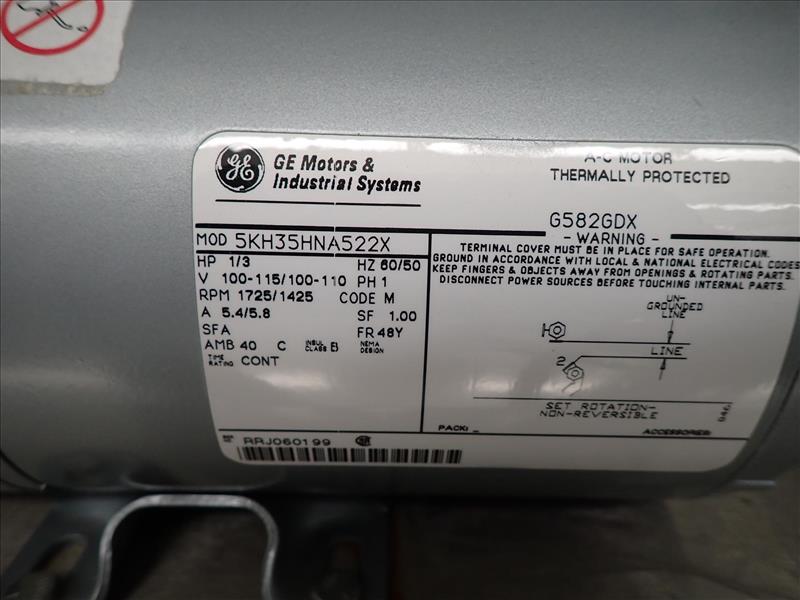 GE
GE Motors &
Industrial Systems
A-C MOTOR
THERMALLY PROTECTED
G582GDX
MOD 5KH35HNA522X
HP 1/3 HZ 60/50
V 100-115/100-110 PH 1
RPM 1725/1425 CODE M
A 5.4/5.8 SF 1.00
SFA FR 48Y
AMB 40 C INSUL CLASS B NEMA DESIGN
TIME RATING CONT
- WARNING -
TERMINAL COVER MUST BE IN PLACE FOR SAFE OPERATION.
GROUND IN ACCORDANCE WITH LOCAL & NATIONAL ELECTRICAL CODES
KEEP FINGERS & OBJECTS AWAY FROM OPENINGS & ROTATING PARTS.
DISCONNECT POWER SOURCES BEFORE TOUCHING INTERNAL PARTS.
UN-
GROUNDED
LINE
1
LINE
2
SET ROTATION-
NON-REVERSIBLE
946
PACK: -
ACCESSORIES:
RRJ060199